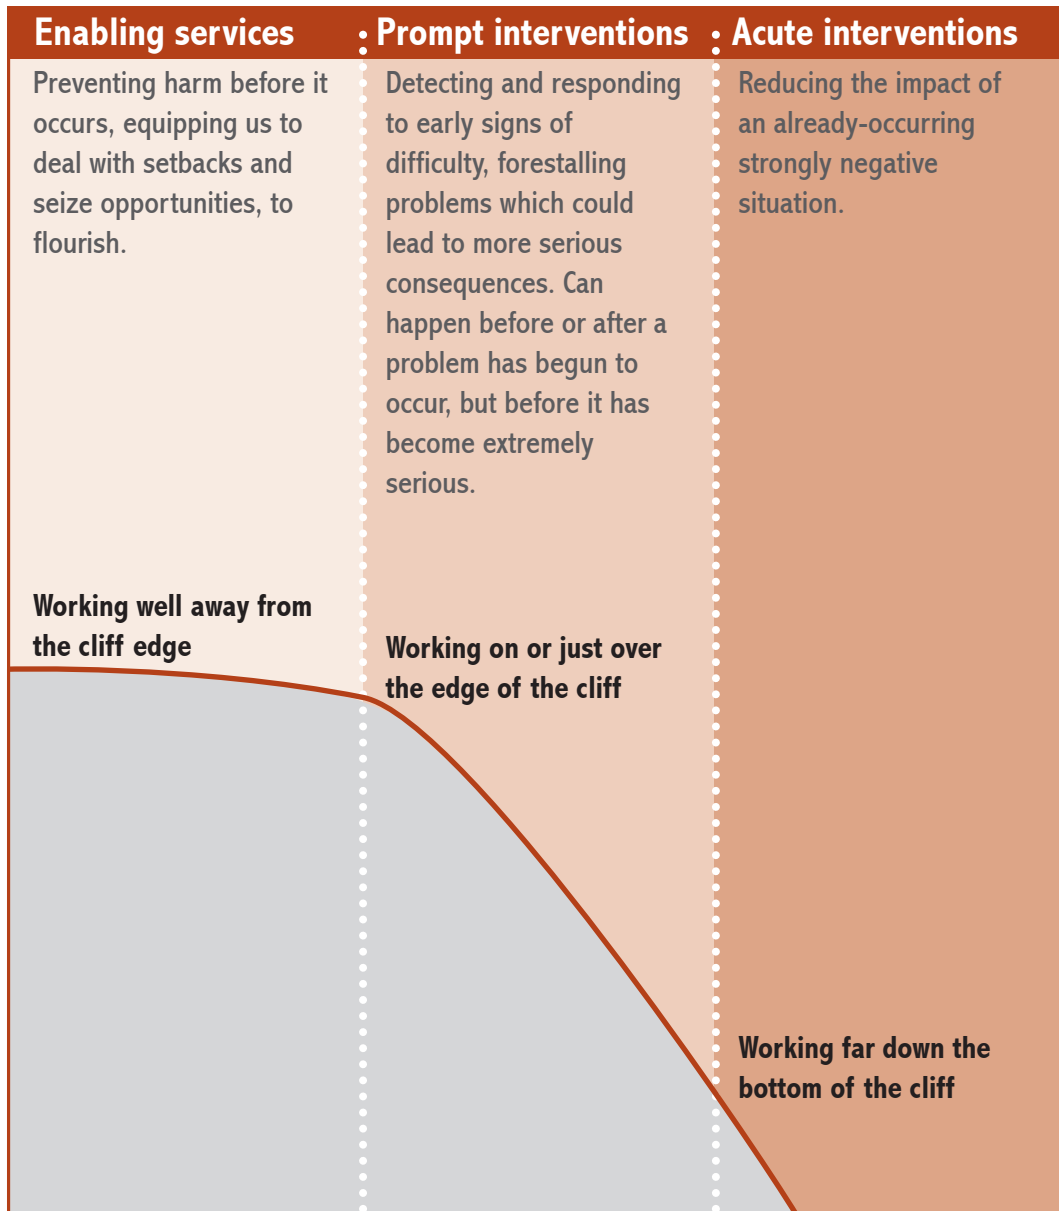 Enabling services
Preventing harm before it
occurs, equipping us to
deal with setbacks and
seize opportunities, to
flourish.
Working well away from
the cliff edge
Prompt interventions
Detecting and responding
to early signs of
difficulty, forestalling
problems which could
lead to more serious
consequences. Can
happen before or after a
problem has begun to
occur, but before it has
become extremely
serious.
Working on or just over
the edge of the cliff
Acute interventions
Reducing the impact of
an already-occurring
strongly negative
situation.
Working far down the
bottom of the cliff